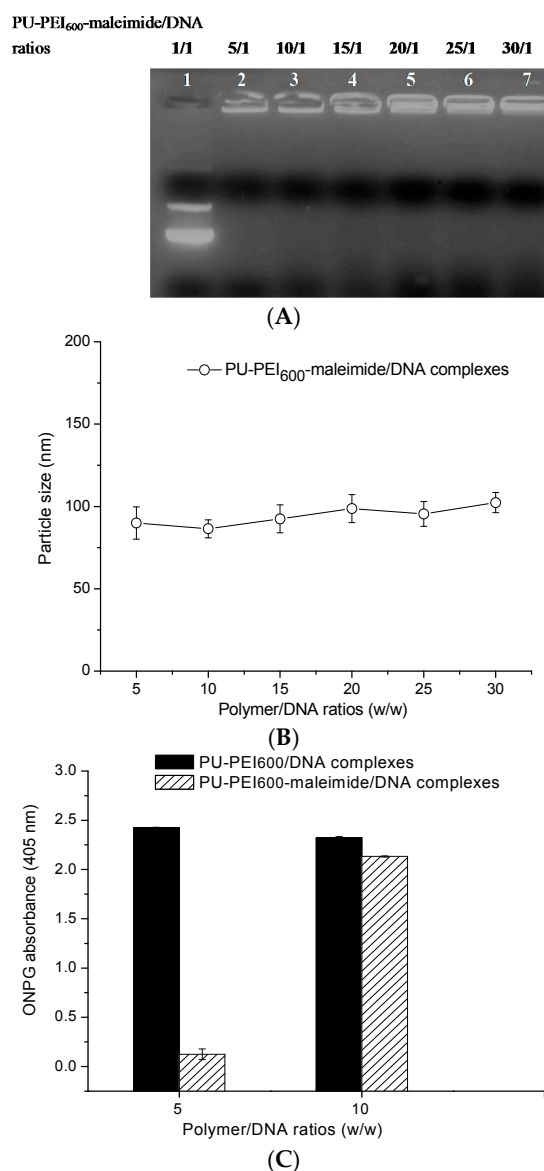 PU-PEI600-maleimide/DNA
ratios 1/1 5/1 10/1 15/1 20/1 25/1 30/1
1 2 3 4 5 6 7
(A)
200
PU-PEI600-maleimide/DNA complexes
150
100
50
0
Particle size (nm)
5 10 15 20 25 30
Polymer/DNA ratios (w/w)
(B)
PU-PEI600/DNA complexes
PU-PEI600-maleimide/DNA complexes
3.0
2.5
2.0
1.5
1.0
0.5
0.0
ONPG absorbance (405 nm)
5 10
Polymer/DNA ratios (w/w)
(C)